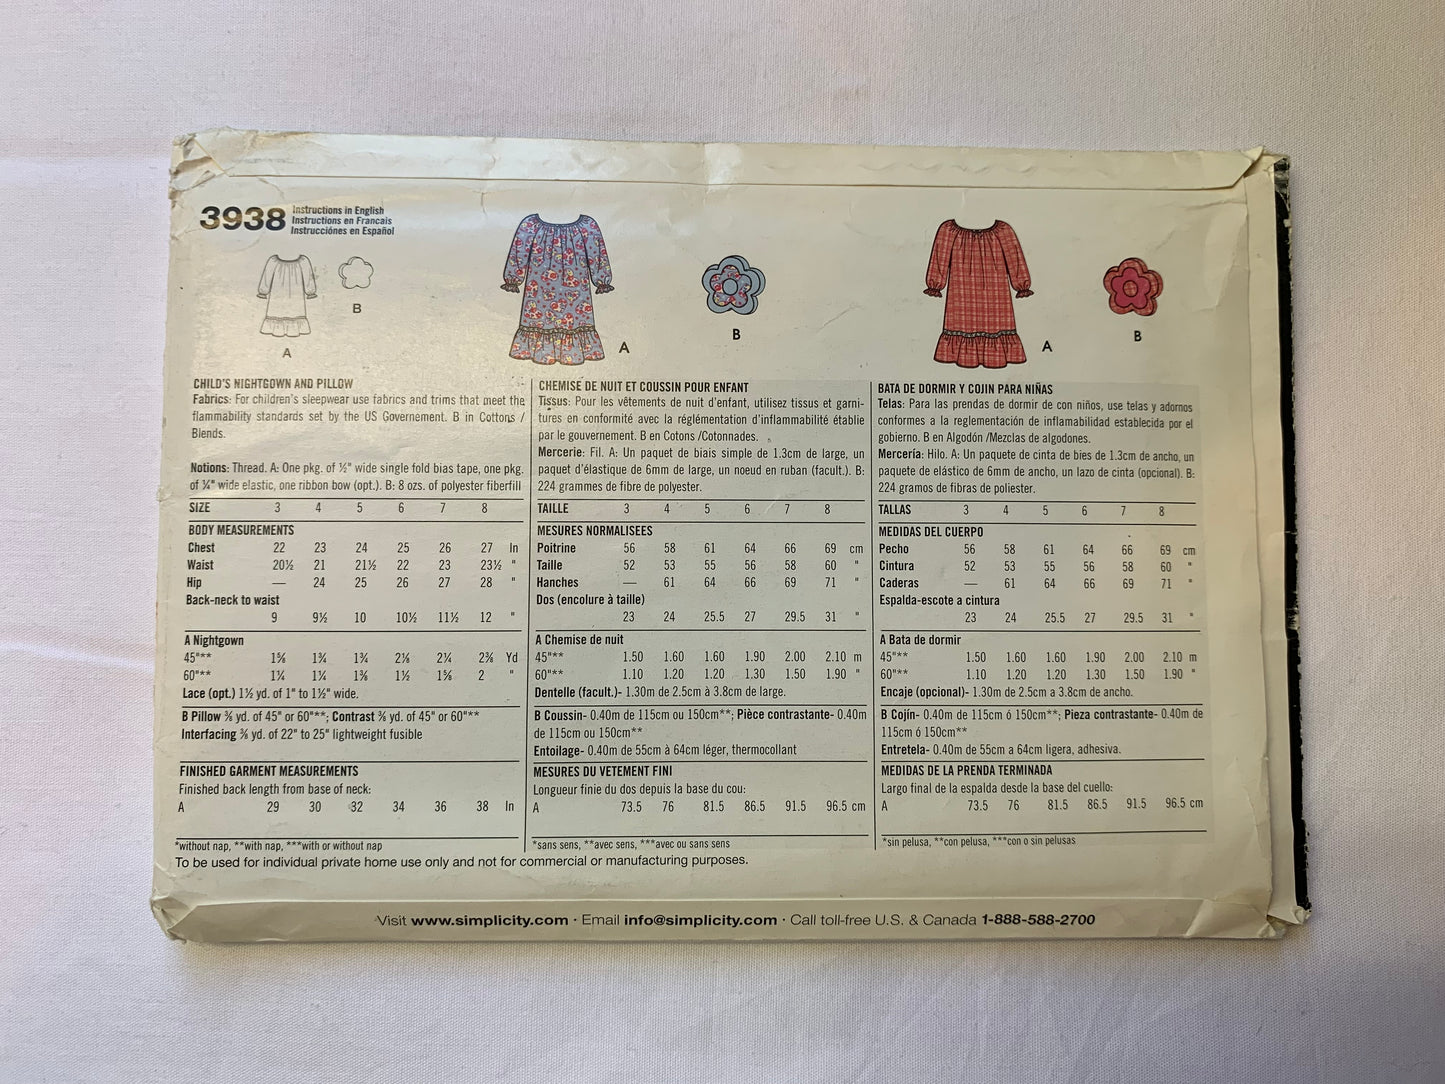 3938
Instructions in English
Instructions en Francais
Instrucciónes en Español
A
B
A
B
A
B
CHILD'S NIGHTGOWN AND PILLOW
Fabrics: For children's sleepwear use fabrics and trims that meet the
flammability standards set by the US Governement. B in Cottons /
Blends.
Notions: Thread. A: One pkg. of ½" wide single fold bias tape, one pkg.
of ¼" wide elastic, one ribbon bow (opt.). B: 8 ozs. of polyester fiberfill
SIZE 3 4 5 6 7 8
BODY MEASUREMENTS
Chest 22 23 24 25 26 27 In
Waist 20½ 21 21½ 22 23 23½ "
Hip — 24 25 26 27 28 "
Back-neck to waist
9 9½ 10 10½ 11½ 12 "
A Nightgown
45"** 1⅝ 1¾ 1¾ 2⅛ 2¼ 2⅜ Yd
60"** 1¼ 1¼ 1⅜ 1½ 1⅝ 2 "
Lace (opt.) 1½ yd. of 1" to 1½" wide.
B Pillow ⅜ yd. of 45" or 60"**; Contrast ⅜ yd. of 45" or 60"**
Interfacing ⅜ yd. of 22" to 25" lightweight fusible
FINISHED GARMENT MEASUREMENTS
Finished back length from base of neck:
A 29 30 32 34 36 38 In
*without nap, **with nap, ***with or without nap
CHEMISE DE NUIT ET COUSSIN POUR ENFANT
Tissus: Pour les vêtements de nuit d'enfant, utilisez tissus et garni-
tures en conformité avec la réglémentation d'inflammabilité établie
par le gouvernement. B en Cotons /Cotonnades.
Mercerie: Fil. A: Un paquet de biais simple de 1.3cm de large, un
paquet d'élastique de 6mm de large, un noeud en ruban (facult.). B:
224 grammes de fibre de polyester.
TAILLE 3 4 5 6 7 8
MESURES NORMALISEES
Poitrine 56 58 61 64 66 69 cm
Taille 52 53 55 56 58 60 "
Hanches — 61 64 66 69 71 "
Dos (encolure à taille)
23 24 25.5 27 29.5 31 "
A Chemise de nuit
45"** 1.50 1.60 1.60 1.90 2.00 2.10 m
60"** 1.10 1.20 1.20 1.30 1.50 1.90 "
Dentelle (facult.)- 1.30m de 2.5cm à 3.8cm de large.
B Coussin- 0.40m de 115cm ou 150cm**; Pièce contrastante- 0.40m
de 115cm ou 150cm**
Entoilage- 0.40m de 55cm à 64cm léger, thermocollant
MESURES DU VETEMENT FINI
Longueur finie du dos depuis la base du cou:
A 73.5 76 81.5 86.5 91.5 96.5 cm
*sans sens, **avec sens, ***avec ou sans sens
BATA DE DORMIR Y COJIN PARA NIÑAS
Telas: Para las prendas de dormir de con niños, use telas y adornos
conformes a la reglementación de inflamabilidad establecida por el
gobierno. B en Algodón /Mezclas de algodones.
Mercería: Hilo. A: Un paquete de cinta de bies de 1.3cm de ancho, un
paquete de elástico de 6mm de ancho, un lazo de cinta (opcional). B:
224 gramos de fibras de poliester.
TALLAS 3 4 5 6 7 8
MEDIDAS DEL CUERPO
Pecho 56 58 61 64 66 69 cm
Cintura 52 53 55 56 58 60 "
Caderas — 61 64 66 69 71 "
Espalda-escote a cintura
23 24 25.5 27 29.5 31 "
A Bata de dormir
45"** 1.50 1.60 1.60 1.90 2.00 2.10 m
60"** 1.10 1.20 1.20 1.30 1.50 1.90 "
Encaje (opcional)- 1.30m de 2.5cm a 3.8cm de ancho.
B Cojín- 0.40m de 115cm ó 150cm**; Pieza contrastante- 0.40m de
115cm ó 150cm**
Entretela- 0.40m de 55cm a 64cm ligera, adhesiva.
MEDIDAS DE LA PRENDA TERMINADA
Largo final de la espalda desde la base del cuello:
A 73.5 76 81.5 86.5 91.5 96.5 cm
*sin pelusa, **con pelusa, ***con o sin pelusas
To be used for individual private home use only and not for commercial or manufacturing purposes.
Visit www.simplicity.com · Email info@simplicity.com · Call toll-free U.S. & Canada 1-888-588-2700